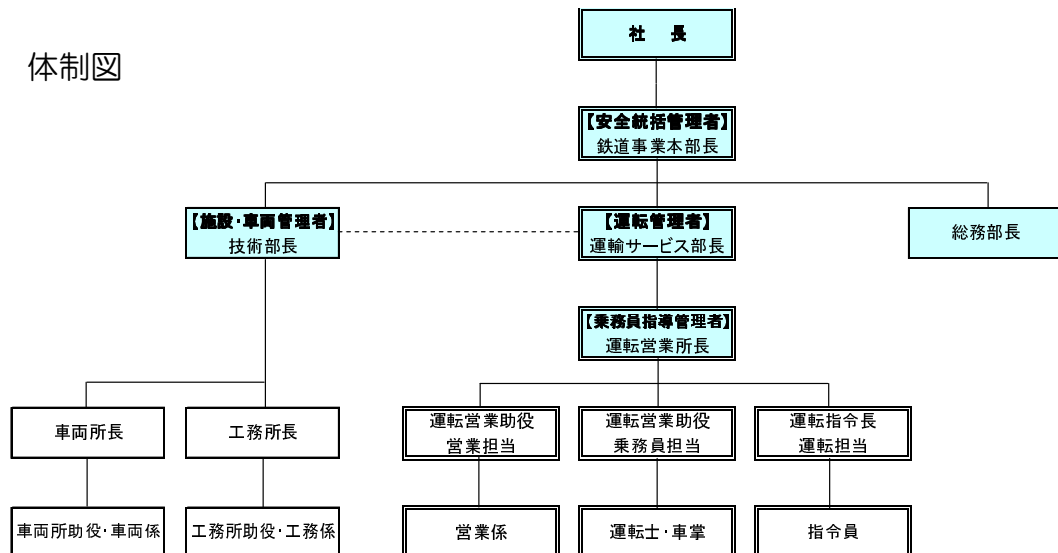 体制図
社　長
【安全統括管理者】
鉄道事業本部長
【施設・車両管理者】
技術部長
【運転管理者】
運輸サービス部長
総務部長
【乗務員指導管理者】
運転営業所長
車両所長
工務所長
運転営業助役
営業担当
運転営業助役
乗務員担当
運転指令長
運転担当
車両所助役・車両係
工務所助役・工務係
営業係
運転士・車掌
指令員